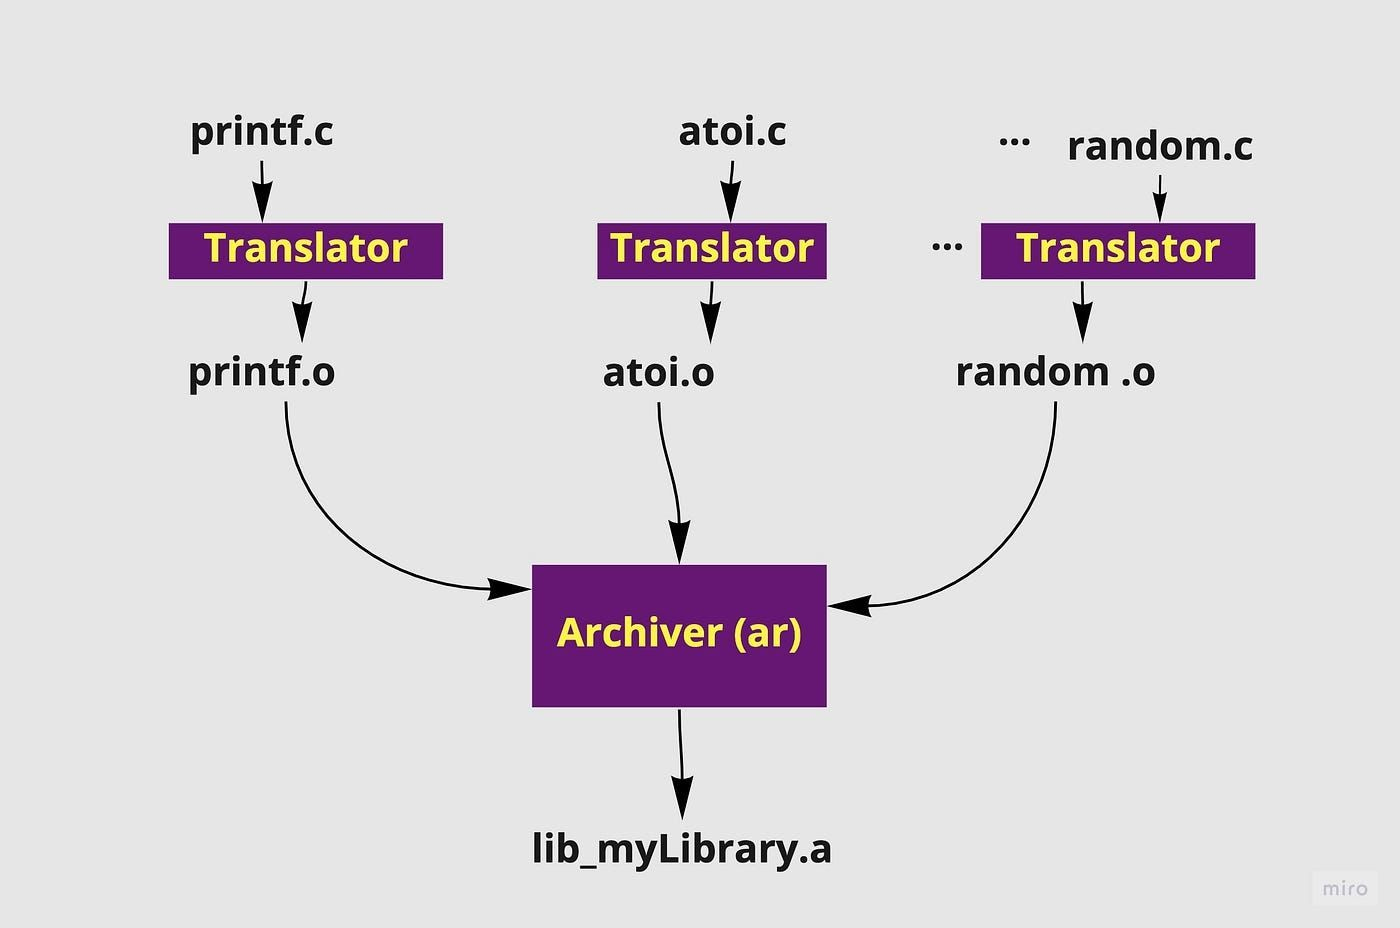 printf.c
atoi.c
... random.c
Translator
Translator
... Translator
printf.o
atoi.o
random .o
Archiver (ar)
lib_myLibrary.a
miro